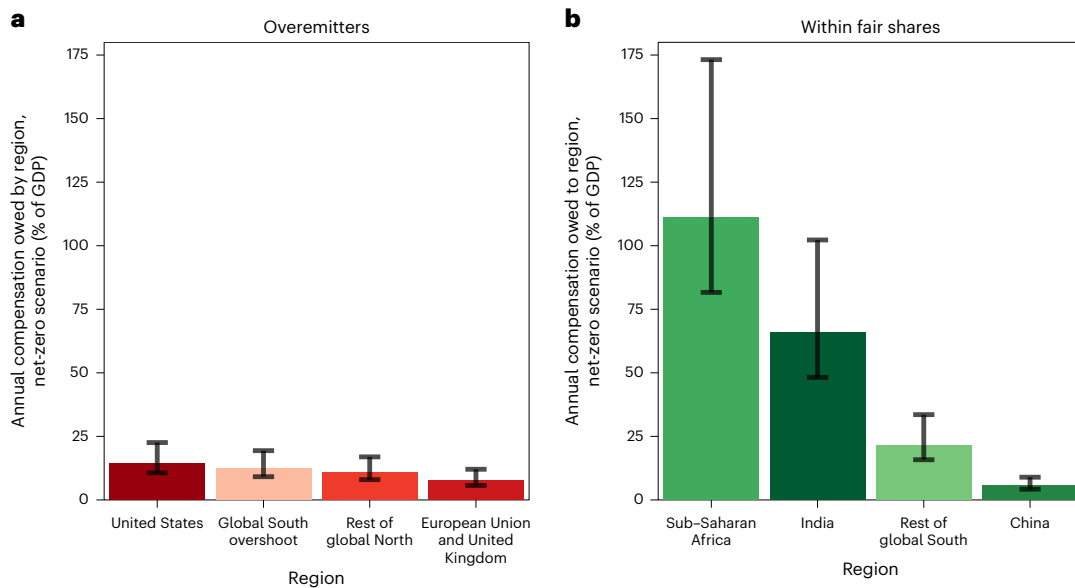 a
Overemitters
Annual compensation owed by region,
net-zero scenario (% of GDP)
175
150
125
100
75
50
25
0
United States
Global South
overshoot
Rest of
global North
European Union
and United
Kingdom
Region
b
Within fair shares
Annual compensation owed to region,
net-zero scenario (% of GDP)
175
150
125
100
75
50
25
0
Sub–Saharan
Africa
India
Rest of
global South
China
Region